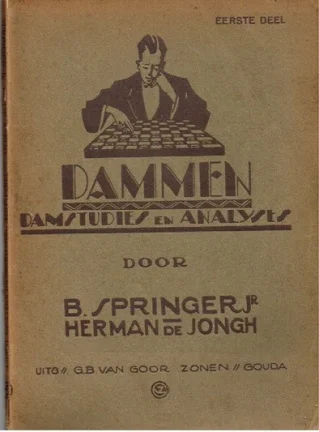 EERSTE DEEL
DAMMEN
DAMSTUDIES EN ANALYSES
DOOR
B. SPRINGER JR
HERMAN DE JONGH
UITG // G.B. VAN GOOR ZONEN // GOUDA